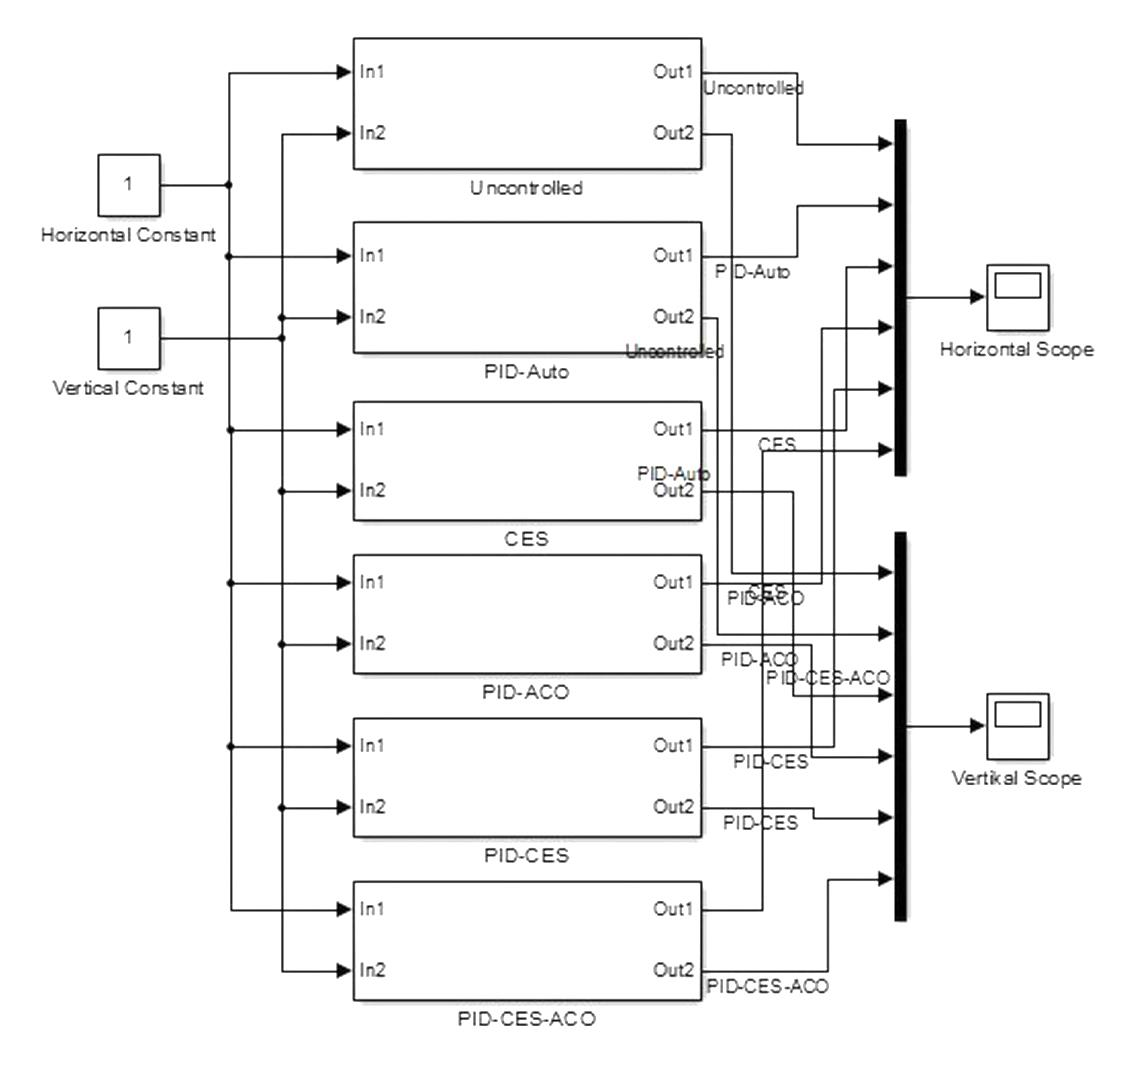 In1
Out1
Uncontrolled
In2
Out2
Uncontrolled
1
Horizontal Constant
In1
Out1
PID-Auto
In2
Out2
Uncontrolled
PID-Auto
1
Vertical Constant
Horizontal Scope
In1
Out1
CES
PID-Auto
In2
Out2
CES
In1
Out1
CES
PID-ACO
In2
Out2
PID-ACO
PID-CES-ACO
PID-ACO
In1
Out1
PID-CES
In2
Out2
PID-CES
PID-CES
Vertikal Scope
In1
Out1
In2
Out2
PID-CES-ACO
PID-CES-ACO